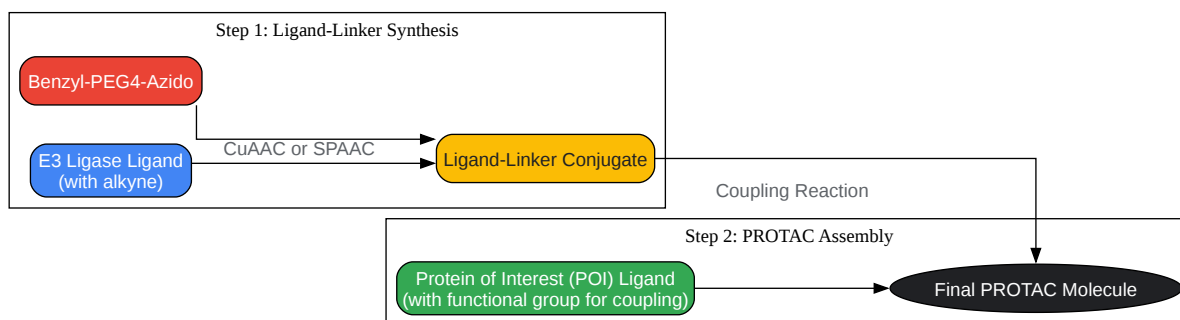 Step 1: Ligand-Linker Synthesis
Benzyl-PEG4-Azido
E3 Ligase Ligand
(with alkyne)
CuAAC or SPAAC
Ligand-Linker Conjugate
Coupling Reaction
Step 2: PROTAC Assembly
Protein of Interest (POI) Ligand
(with functional group for coupling)
Final PROTAC Molecule